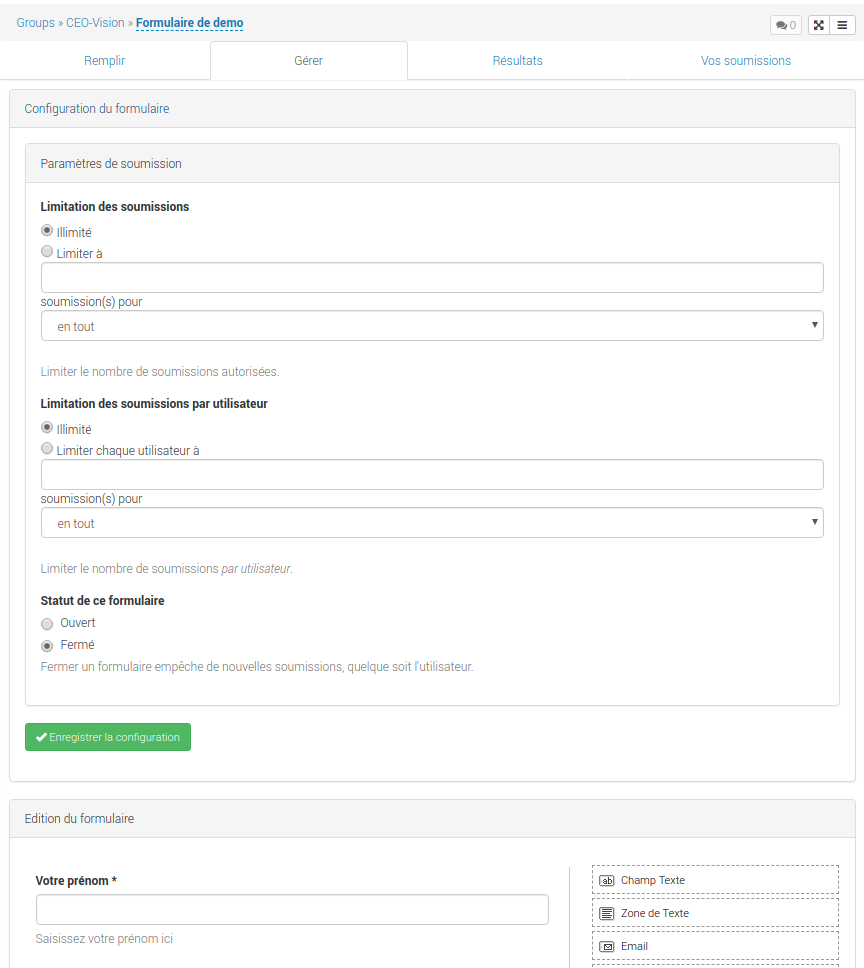 Groups » CEO-Vision » Formulaire de demo
0
Remplir
Gérer
Résultats
Vos soumissions
Configuration du formulaire
Paramètres de soumission
Limitation des soumissions
Illimité
Limiter à
soumission(s) pour
en tout
Limiter le nombre de soumissions autorisées.
Limitation des soumissions par utilisateur
Illimité
Limiter chaque utilisateur à
soumission(s) pour
en tout
Limiter le nombre de soumissions par utilisateur.
Statut de ce formulaire
Ouvert
Fermé
Fermer un formulaire empêche de nouvelles soumissions, quelque soit l'utilisateur.
Enregistrer la configuration
Edition du formulaire
Votre prénom *
Saisissez votre prénom ici
ab Champ Texte
Zone de Texte
Email